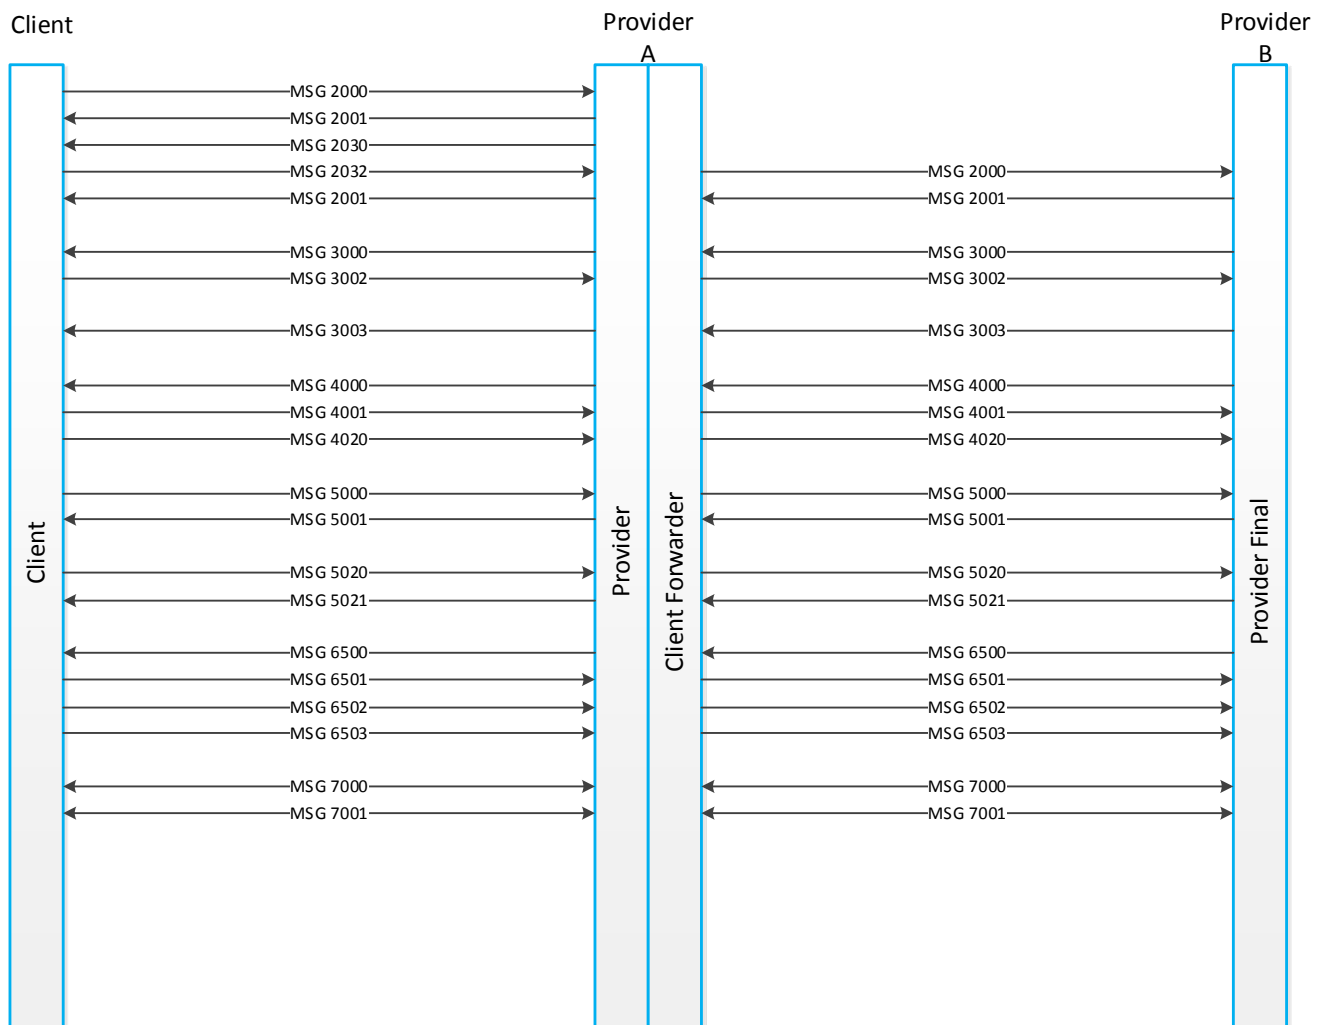 Client
Provider
A
Provider
B
MSG 2000
MSG 2001
MSG 2030
MSG 2032
MSG 2000
MSG 2001
MSG 2001
MSG 3000
MSG 3000
MSG 3002
MSG 3002
MSG 3003
MSG 3003
MSG 4000
MSG 4000
MSG 4001
MSG 4001
MSG 4020
MSG 4020
MSG 5000
MSG 5000
MSG 5001
MSG 5001
MSG 5020
MSG 5020
MSG 5021
MSG 5021
MSG 6500
MSG 6500
MSG 6501
MSG 6501
MSG 6502
MSG 6502
MSG 6503
MSG 6503
MSG 7000
MSG 7000
MSG 7001
MSG 7001
Client
Provider
Client Forwarder
Provider Final